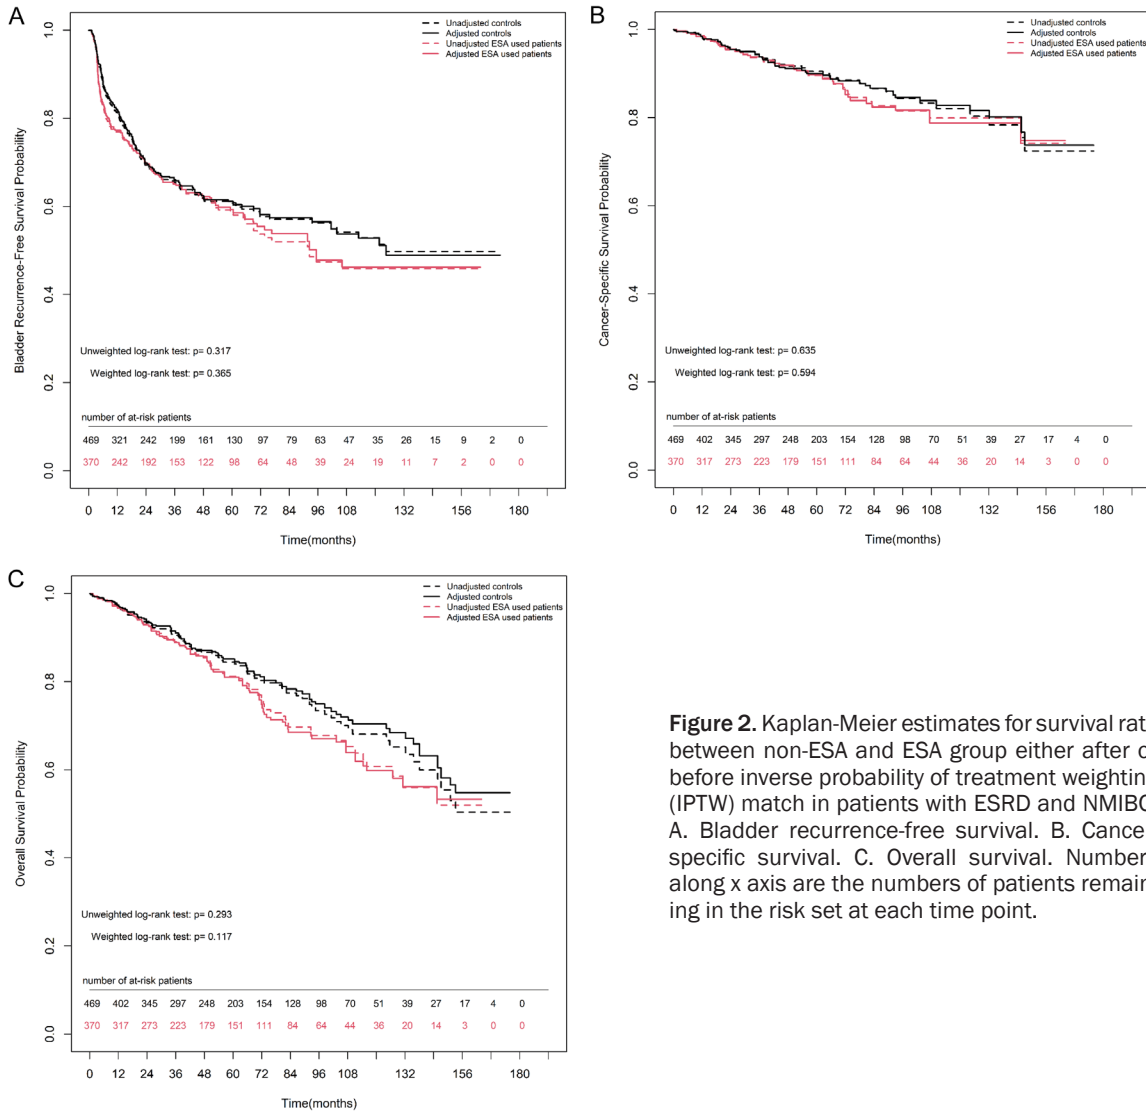 A
Unadjusted controls
Adjusted controls
Unadjusted ESA used patients
Adjusted ESA used patients
Bladder Recurrence-Free Survival Probability
1.0
0.8
0.6
0.4
0.2
0.0
Unweighted log-rank test: p= 0.317
Weighted log-rank test: p= 0.365
number of at-risk patients
469 321 242 199 161 130 97 79 63 47 35 26 15 9 2 0
370 242 192 153 122 98 64 48 39 24 19 11 7 2 0 0
0 12 24 36 48 60 72 84 96 108 132 156 180
Time(months)
B
Unadjusted controls
Adjusted controls
Unadjusted ESA used patients
Adjusted ESA used patients
Cancer-Specific Survival Probability
1.0
0.8
0.6
0.4
0.2
0.0
Unweighted log-rank test: p= 0.635
Weighted log-rank test: p= 0.594
number of at-risk patients
469 402 345 297 248 203 154 128 98 70 51 39 27 17 4 0
370 317 273 223 179 151 111 84 64 44 36 20 14 3 0 0
0 12 24 36 48 60 72 84 96 108 132 156 180
Time(months)
C
Unadjusted controls
Adjusted controls
Unadjusted ESA used patients
Adjusted ESA used patients
Overall Survival Probability
1.0
0.8
0.6
0.4
0.2
0.0
Unweighted log-rank test: p= 0.293
Weighted log-rank test: p= 0.117
number of at-risk patients
469 402 345 297 248 203 154 128 98 70 51 39 27 17 4 0
370 317 273 223 179 151 111 84 64 44 36 20 14 3 0 0
0 12 24 36 48 60 72 84 96 108 132 156 180
Time(months)
Figure 2. Kaplan-Meier estimates for survival rat
between non-ESA and ESA group either after o
before inverse probability of treatment weightin
(IPTW) match in patients with ESRD and NMIBC
A. Bladder recurrence-free survival. B. Cance
specific survival. C. Overall survival. Number
along x axis are the numbers of patients remain
ing in the risk set at each time point.